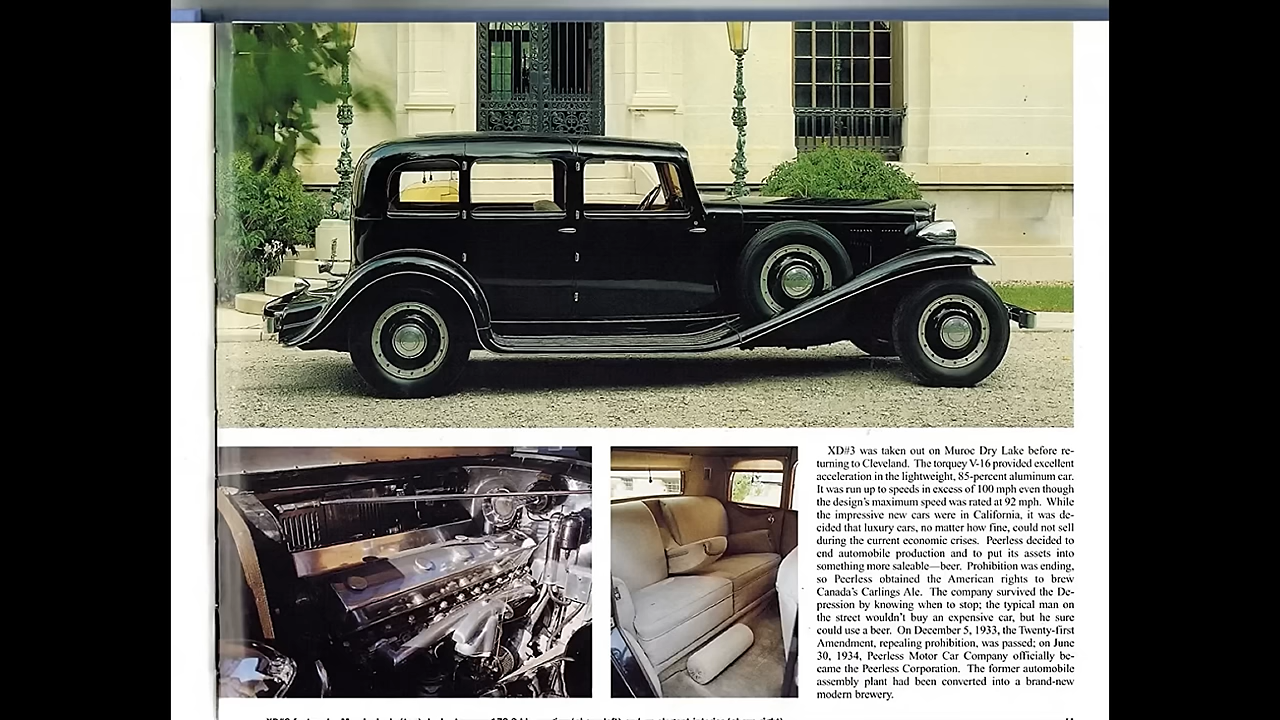 XD#3 was taken out on Muroc Dry Lake before re-
turning to Cleveland. The torquey V-16 provided excellent
acceleration in the lightweight, 85-percent aluminum car.
It was run up to speeds in excess of 100 mph even though
the design's maximum speed was rated at 92 mph. While
the impressive new cars were in California, it was de-
cided that luxury cars, no matter how fine, could not sell
during the current economic crises. Peerless decided to
end automobile production and to put its assets into
something more saleable—beer. Prohibition was ending,
so Peerless obtained the American rights to brew
Canada's Carlings Ale. The company survived the De-
pression by knowing when to stop; the typical man on
the street wouldn't buy an expensive car, but he sure
could use a beer. On December 5, 1933, the Twenty-first
Amendment, repealing prohibition, was passed; on June
30, 1934, Peerless Motor Car Company officially be-
came the Peerless Corporation. The former automobile
assembly plant had been converted into a brand-new
modern brewery.